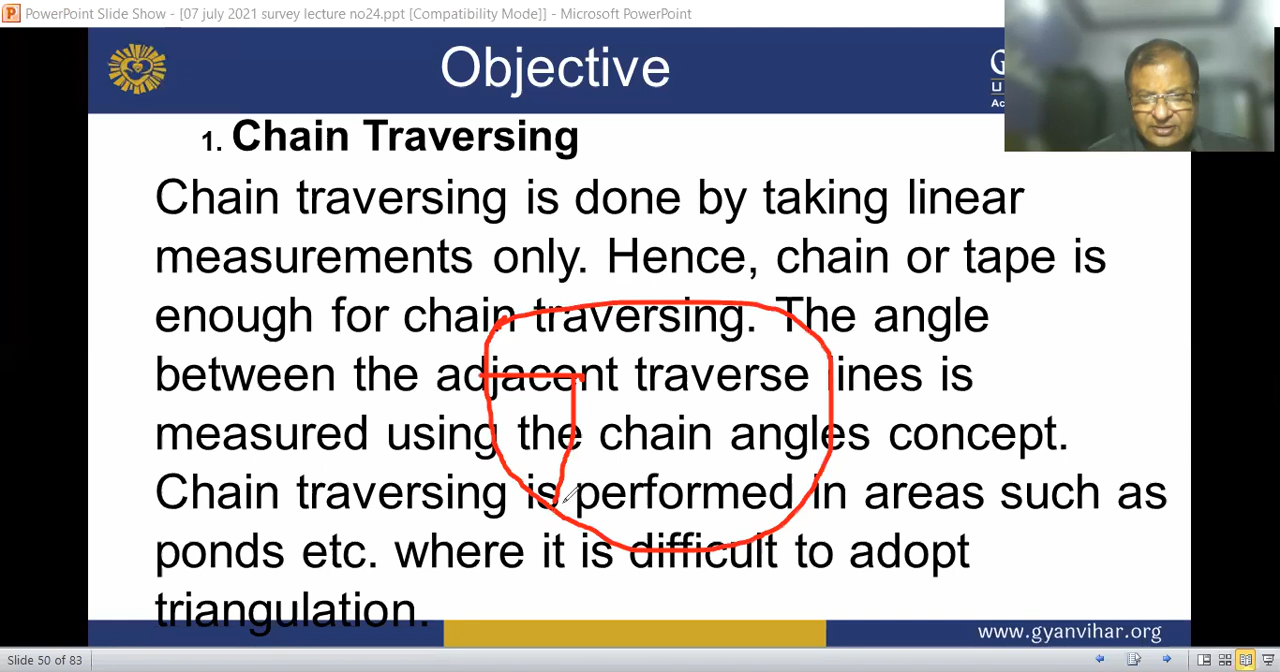 PowerPoint Slide Show - [07 july 2021 survey lecture no24.ppt [Compatibility Mode]] - Microsoft PowerPoint
Objective
1. Chain Traversing
Chain traversing is done by taking linear
measurements only. Hence, chain or tape is
enough for chain traversing. The angle
between the adjacent traverse lines is
measured using the chain angles concept.
Chain traversing is performed in areas such as
ponds etc. where it is difficult to adopt
triangulation.
www.gyanvihar.org
Slide 50 of 83